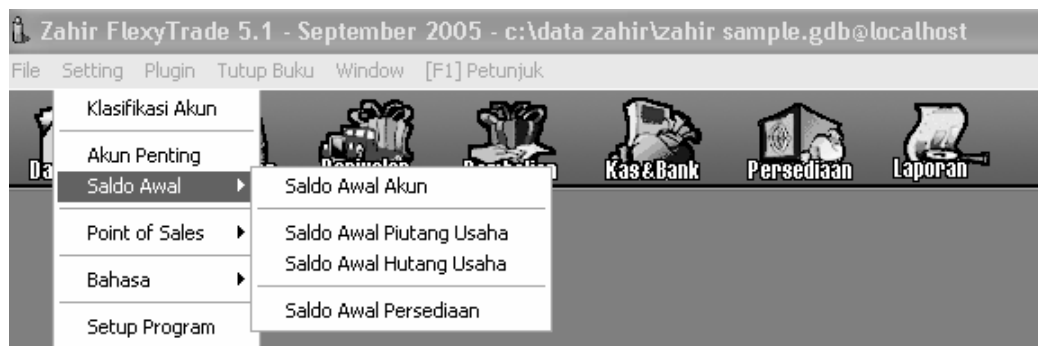 Zahir FlexyTrade 5.1 - September 2005 - c:\data zahir\zahir sample.gdb@localhost
File Setting Plugin Tutup Buku Window [F1] Petunjuk
Kas&Bank Persediaan Laporan
Klasifikasi Akun
Akun Penting
Saldo Awal
Point of Sales
Bahasa
Setup Program
Saldo Awal Akun
Saldo Awal Piutang Usaha
Saldo Awal Hutang Usaha
Saldo Awal Persediaan